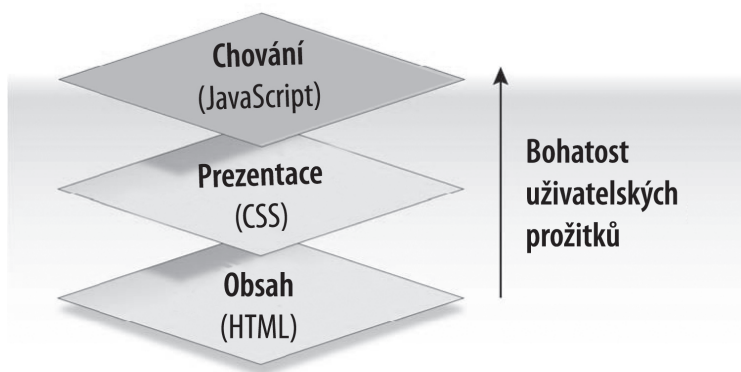 Chování
(JavaScript)
Prezentace
(CSS)
Obsah
(HTML)
Bohatost
uživatelských
prožitků